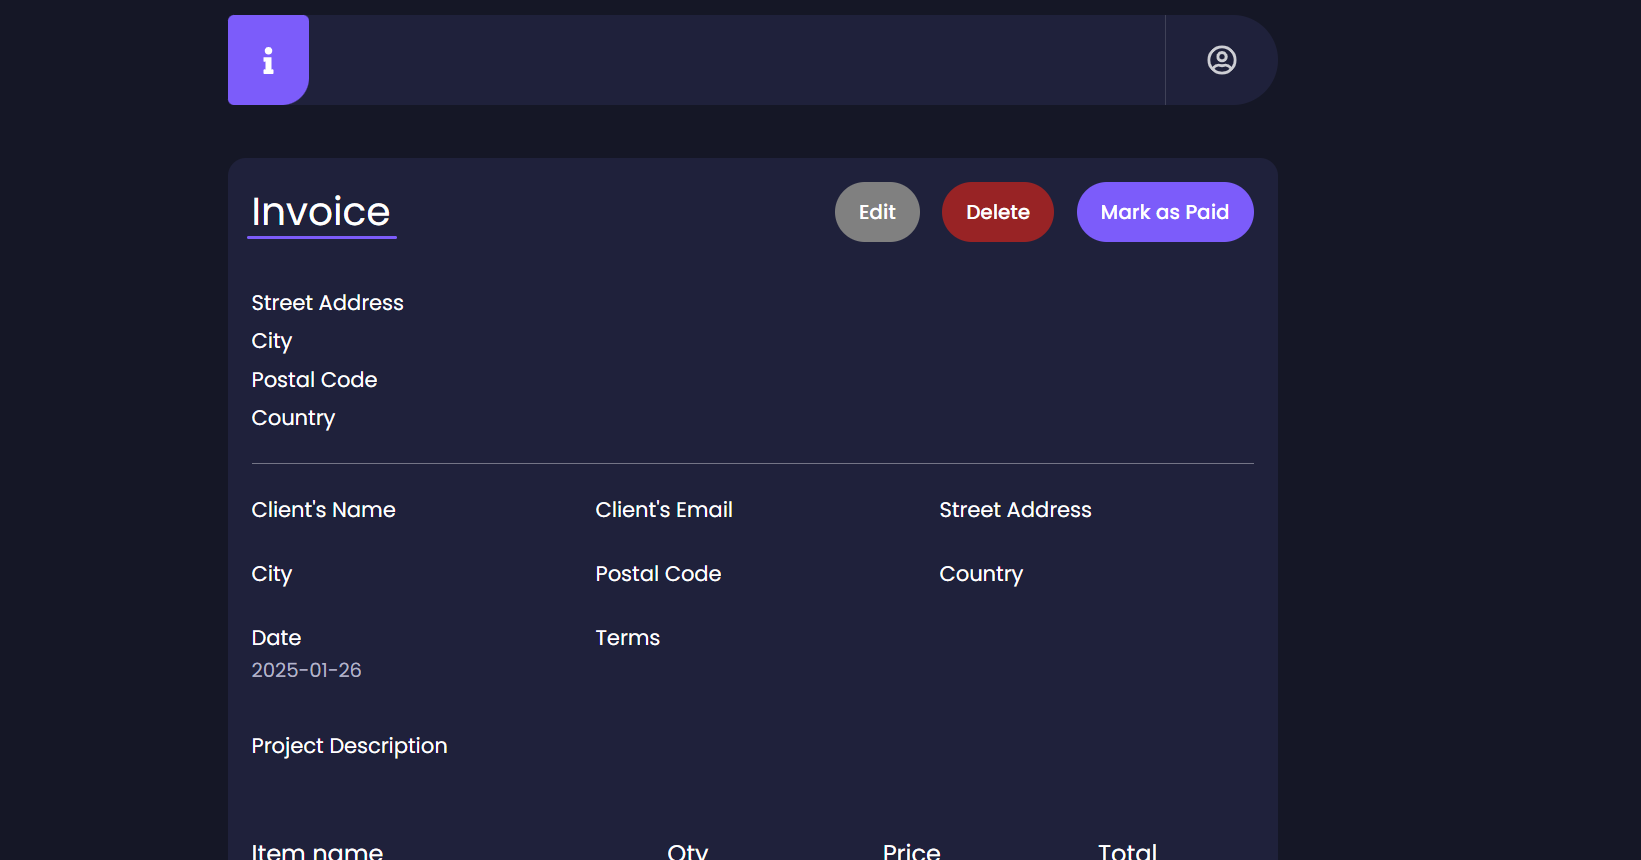 i
Invoice
Edit Delete Mark as Paid
Street Address
City
Postal Code
Country
Client's Name Client's Email Street Address
City Postal Code Country
Date Terms
2025-01-26
Project Description
Item name Qty Price Total